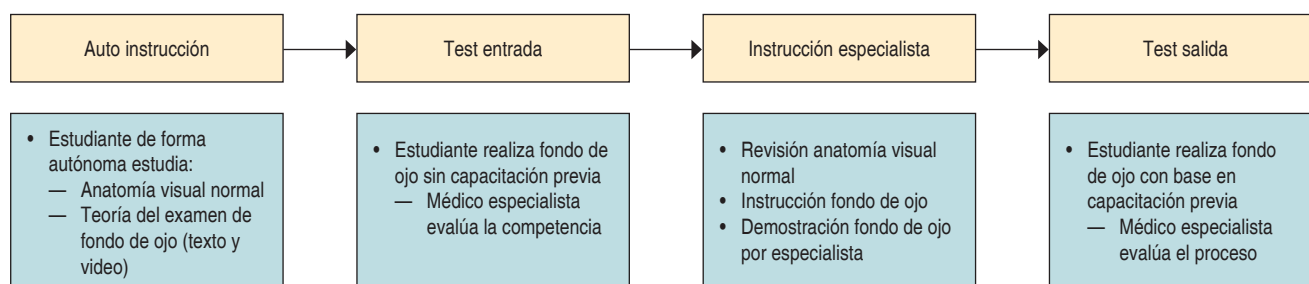 Auto instrucción
Test entrada
Instrucción especialista
Test salida
• Estudiante de forma
autónoma estudia:
— Anatomía visual normal
— Teoría del examen de
fondo de ojo (texto y
video)
• Estudiante realiza fondo de
ojo sin capacitación previa
— Médico especialista
evalúa la competencia
• Revisión anatomía visual
normal
• Instrucción fondo de ojo
• Demostración fondo de ojo
por especialista
• Estudiante realiza fondo
de ojo con base en
capacitación previa
— Médico especialista
evalúa el proceso